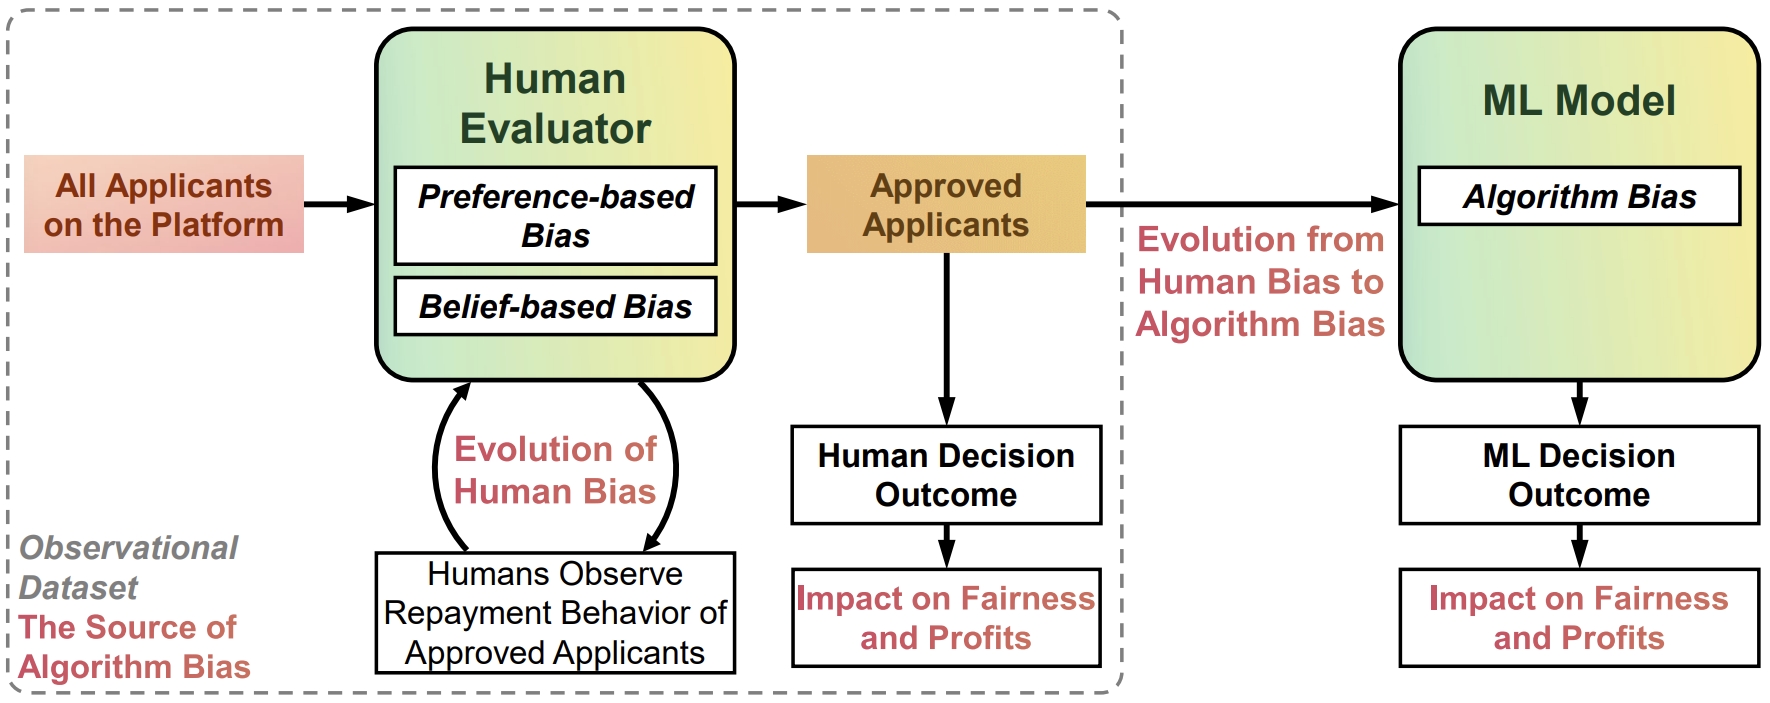 All Applicants
on the Platform
Human
Evaluator
Preference-based
Bias
Belief-based Bias
Evolution of
Human Bias
Humans Observe
Repayment Behavior of
Approved Applicants
Observational
Dataset
The Source of
Algorithm Bias
Approved
Applicants
Human Decision
Outcome
Impact on Fairness
and Profits
Evolution from
Human Bias to
Algorithm Bias
ML Model
Algorithm Bias
ML Decision
Outcome
Impact on Fairness
and Profits